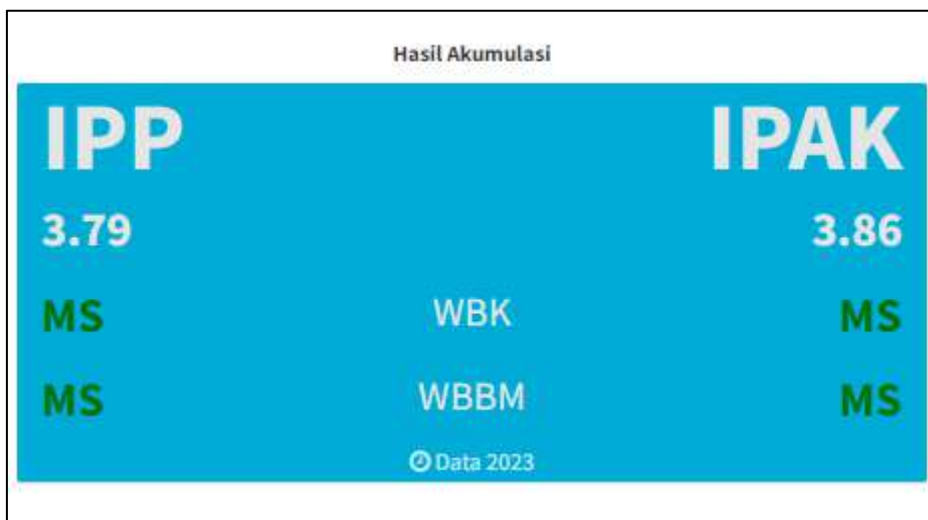 Hasil Akumulasi
IPP IPAK
3.79 3.86
MS WBK MS
MS WBBM MS
Data 2023